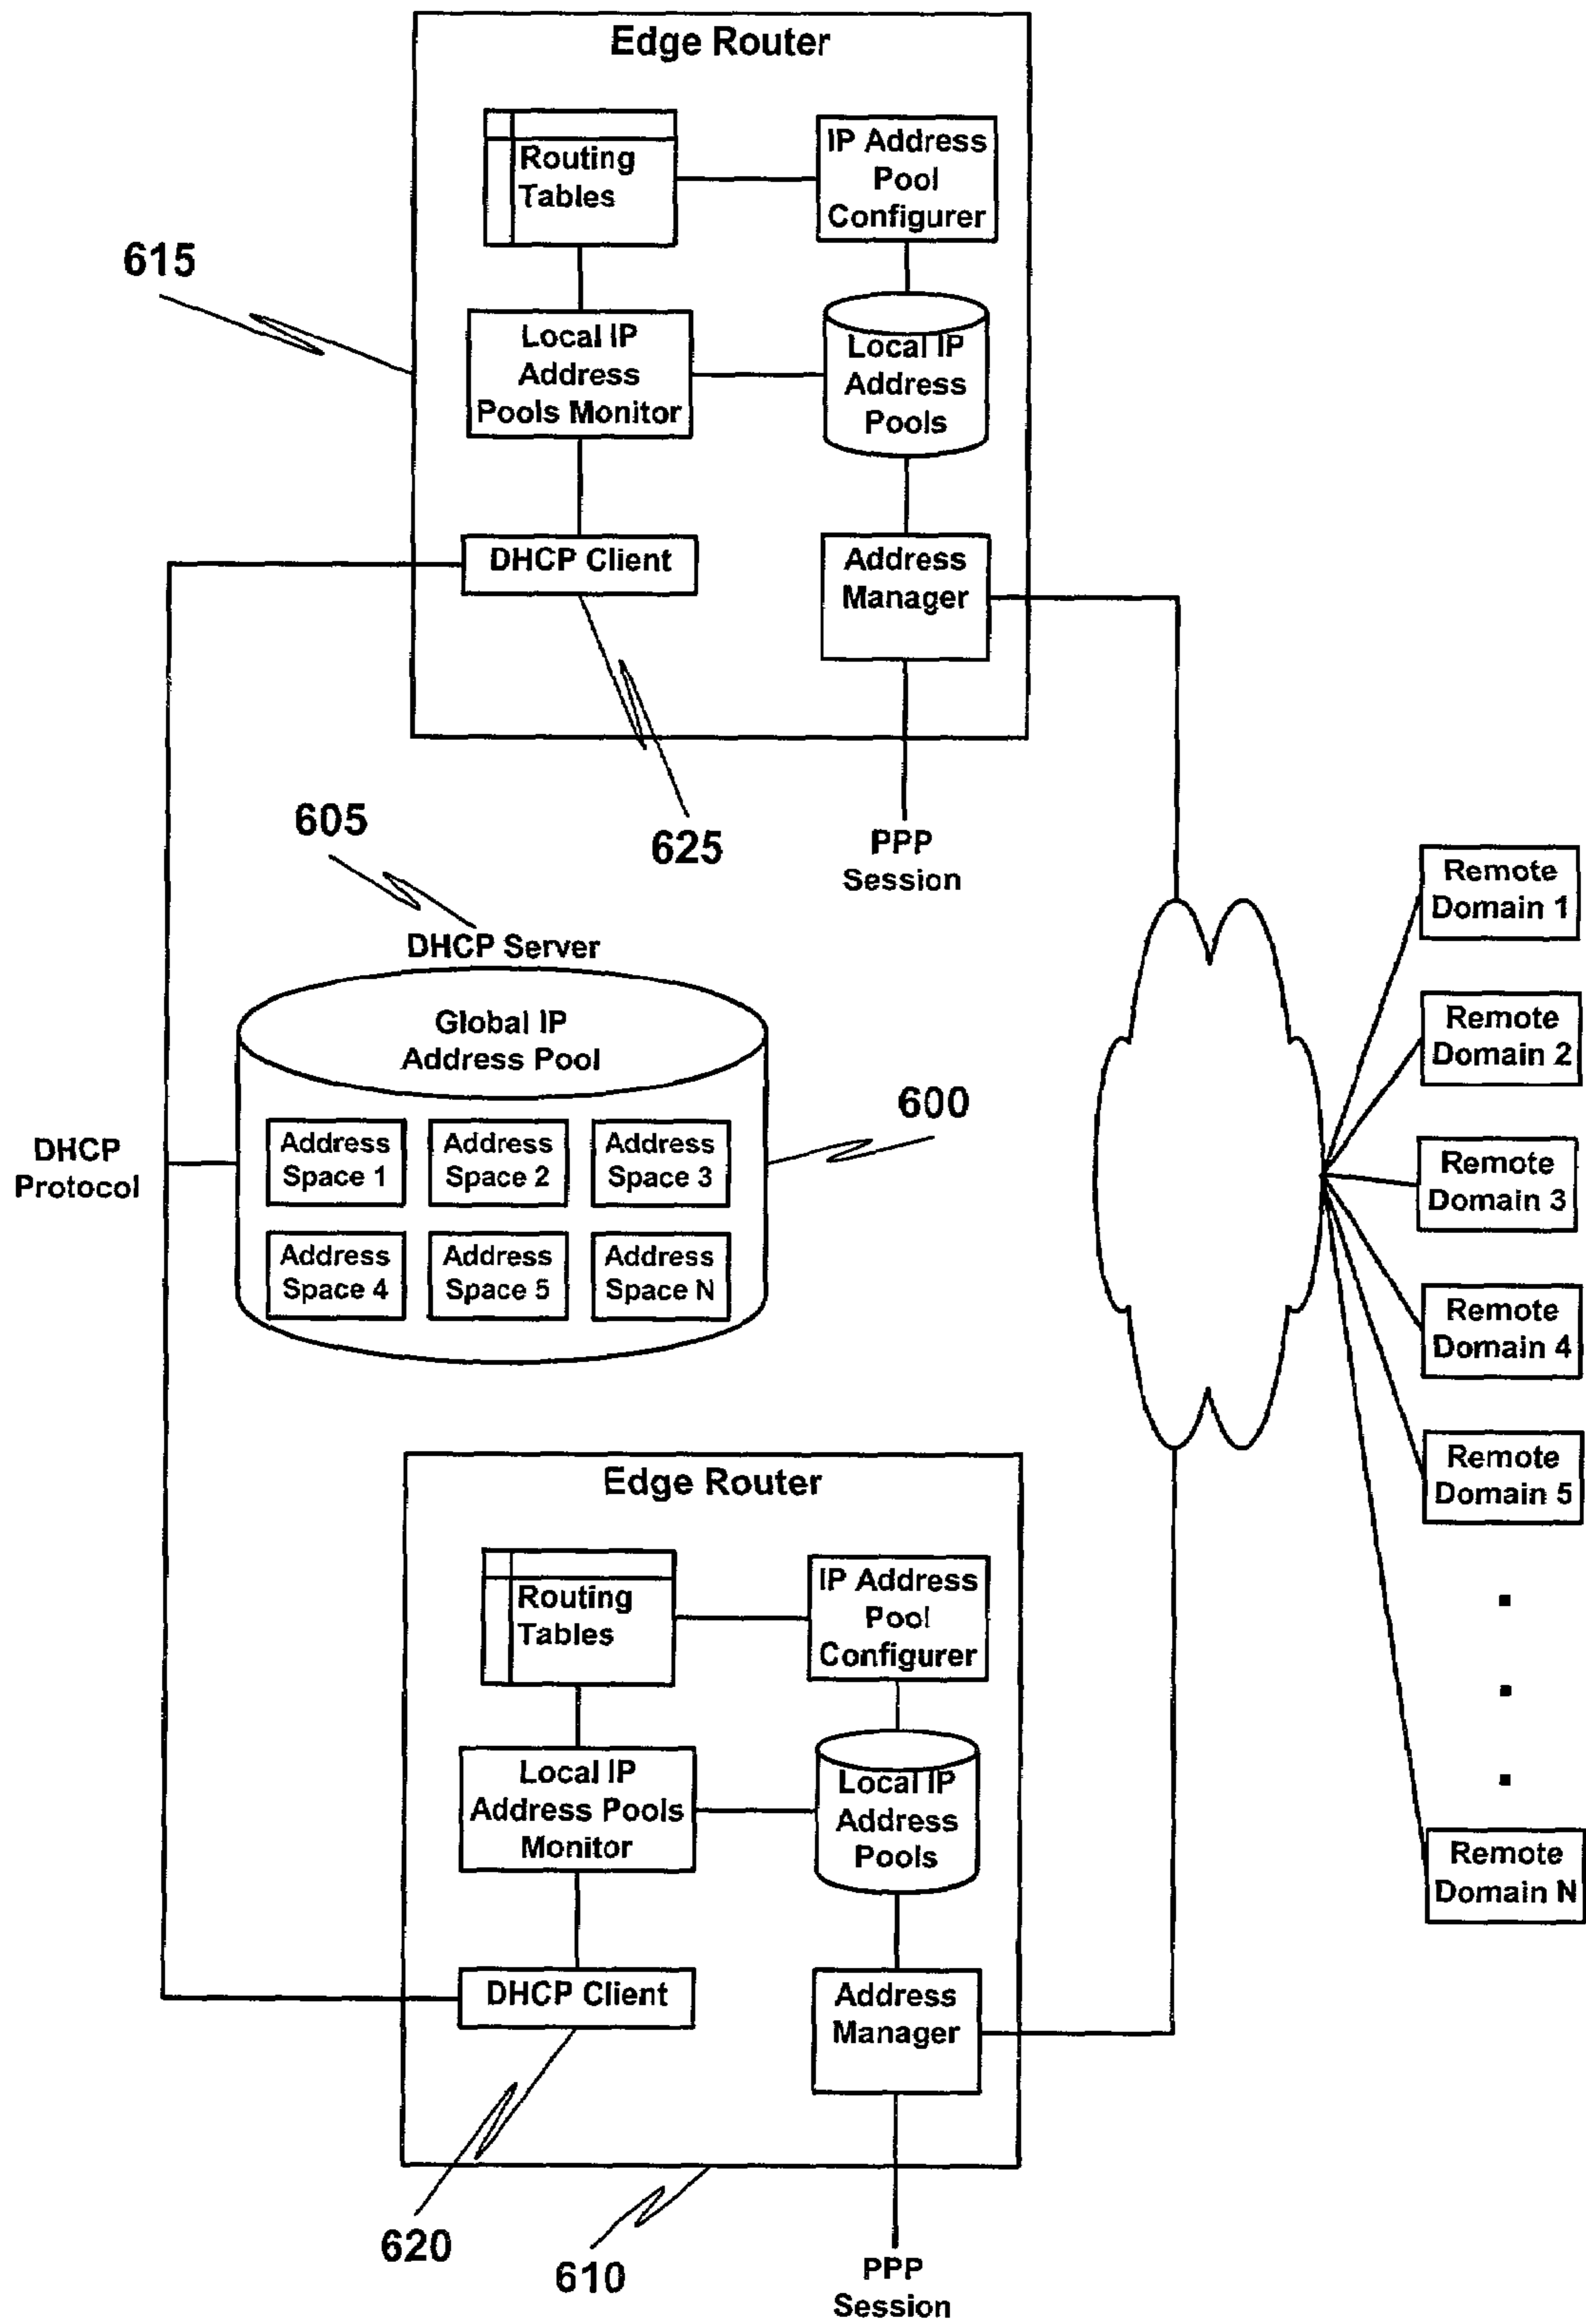 Edge Router
Routing
Tables
IP Address
Pool
Configurer
615
Local IP
Address
Pools Monitor
Local IP
Address
Pools
DHCP Client
Address
Manager
605
625
PPP
Session
Remote
Domain 1
DHCP Server
Global IP
Address Pool
Remote
Domain 2
600
DHCP
Protocol
Address
Space 1
Address
Space 2
Address
Space 3
Remote
Domain 3
Address
Space 4
Address
Space 5
Address
Space N
Remote
Domain 4
Remote
Domain 5
Edge Router
Routing
Tables
IP Address
Pool
Configurer
Local IP
Address Pools
Monitor
Local IP
Address
Pools
Remote
Domain N
DHCP Client
Address
Manager
620
610
PPP
Session